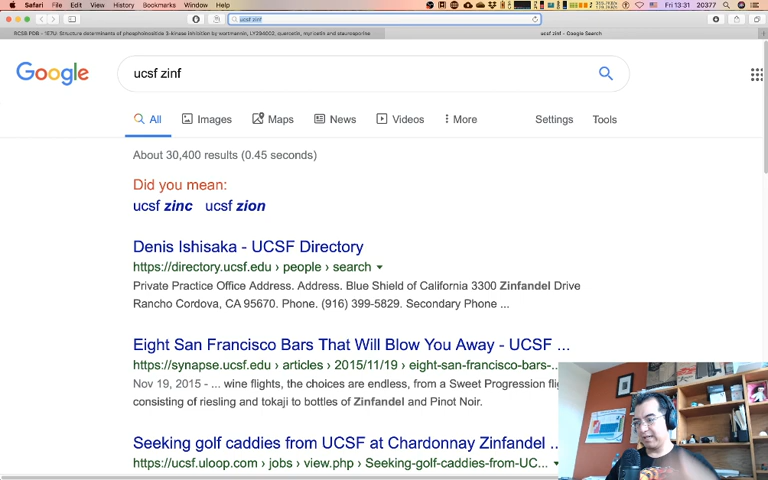 Safari File Edit View History Bookmarks Window Help
Fri 13:31 20377
ucsf zinf
RCSB PDB - 1E7U: Structure determinants of phosphoinositide 3-kinase inhibition by wortmannin, LY294002, quercetin, myricetin and staurosporine
ucsf zinf - Google Search
Google
ucsf zinf
All Images Maps News Videos More Settings Tools
About 30,400 results (0.45 seconds)
Did you mean:
ucsf zinc ucsf zion
Denis Ishisaka - UCSF Directory
https://directory.ucsf.edu › people › search
Private Practice Office Address. Address. Blue Shield of California 3300 Zinfandel Drive
Rancho Cordova, CA 95670. Phone. (916) 399-5829. Secondary Phone ...
Eight San Francisco Bars That Will Blow You Away - UCSF ...
https://synapse.ucsf.edu › articles › 2015/11/19 › eight-san-francisco-bars-...
Nov 19, 2015 - ... wine flights, the choices are endless, from a Sweet Progression fli
consisting of riesling and tokaji to bottles of Zinfandel and Pinot Noir.
Seeking golf caddies from UCSF at Chardonnay Zinfandel ...
https://ucsf.uloop.com › jobs › view.php › Seeking-golf-caddies-from-UC...